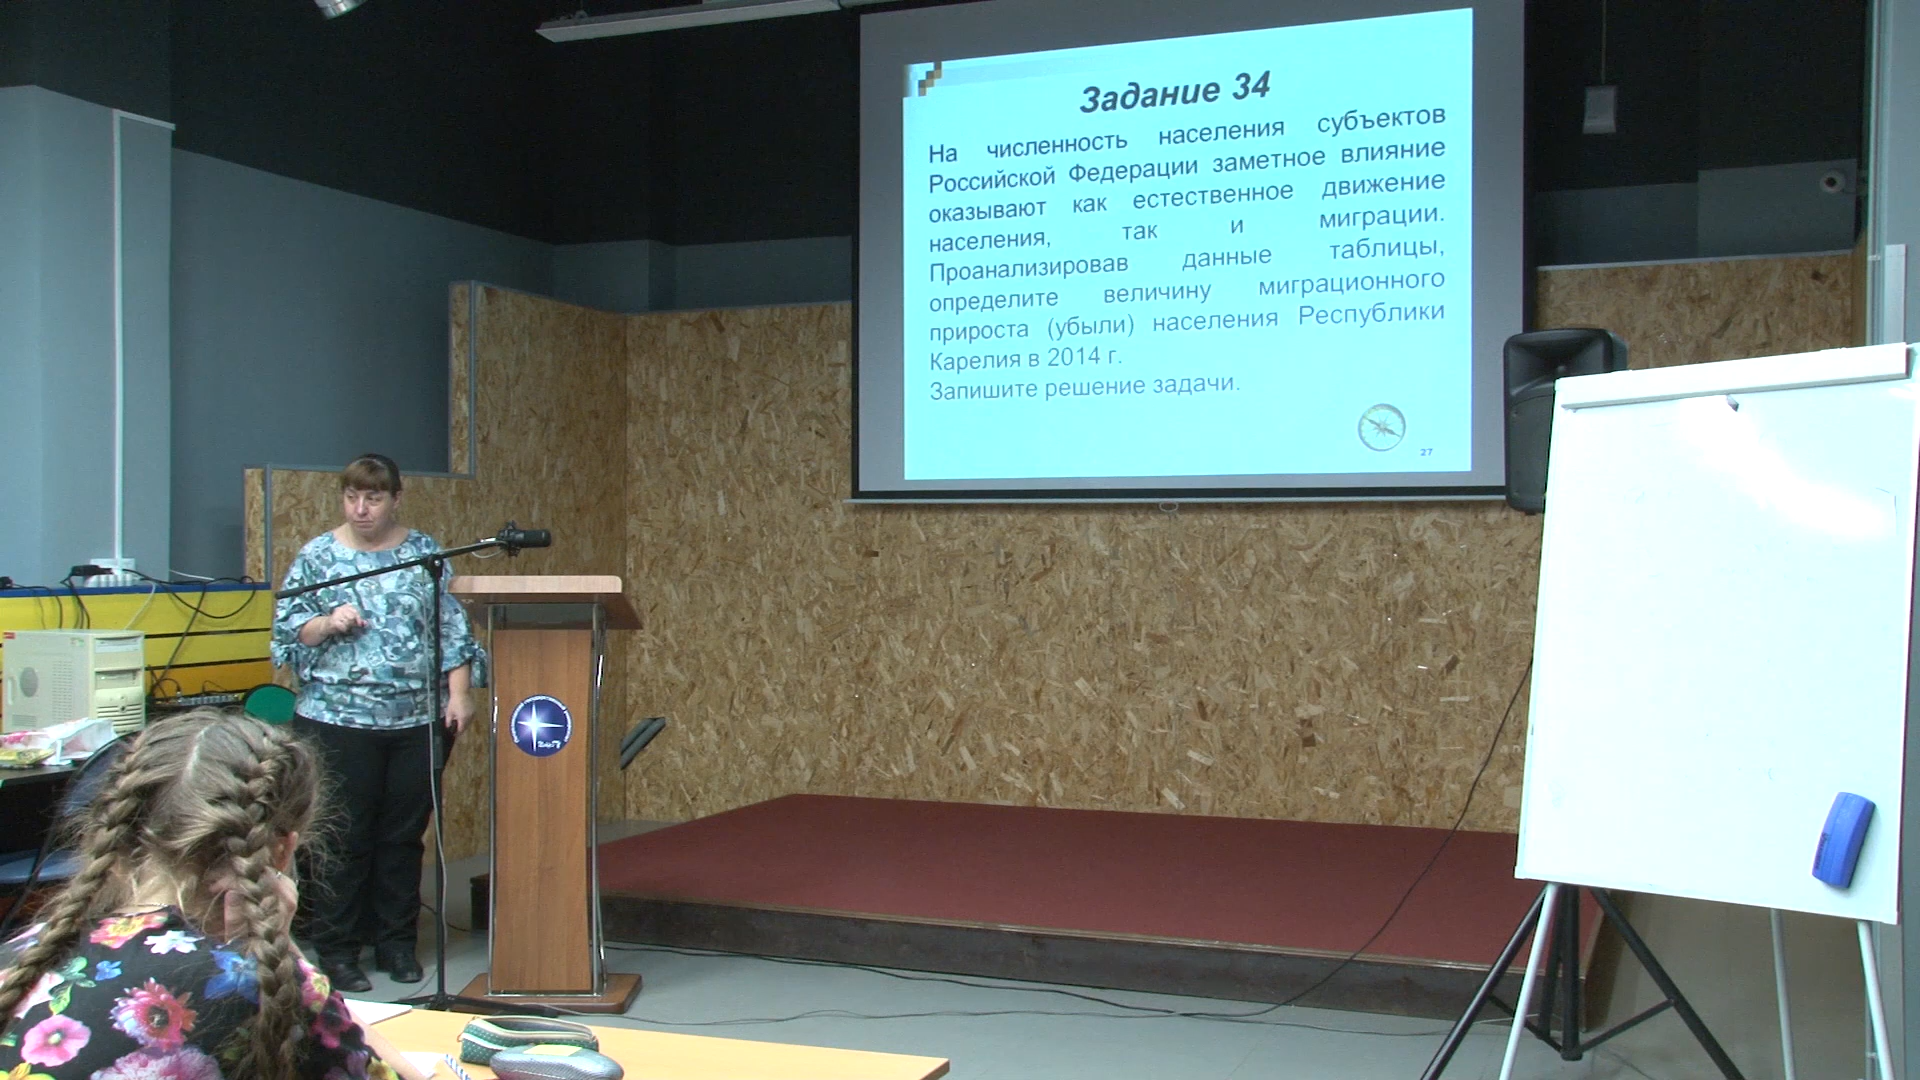 Задание 34
На численность населения субъектов
Российской Федерации заметное влияние
оказывают как естественное движение
населения, так и миграции.
Проанализировав данные таблицы,
определите величину миграционного
прироста (убыли) населения Республики
Карелия в 2014 г.
Запишите решение задачи.
27